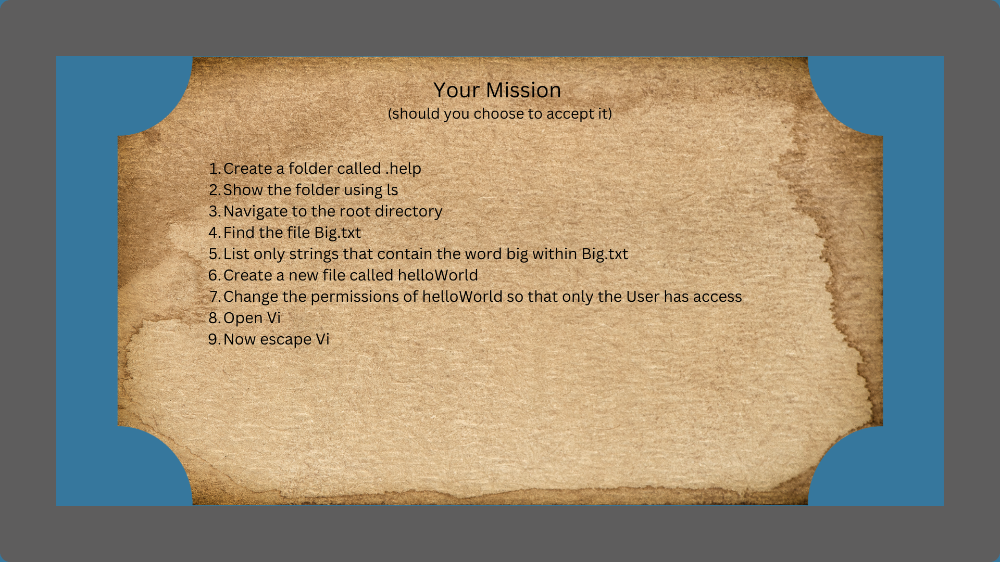 Your Mission
(should you choose to accept it)
1. Create a folder called .help
2. Show the folder using ls
3. Navigate to the root directory
4. Find the file Big.txt
5. List only strings that contain the word big within Big.txt
6. Create a new file called helloWorld
7. Change the permissions of helloWorld so that only the User has access
8. Open Vi
9. Now escape Vi